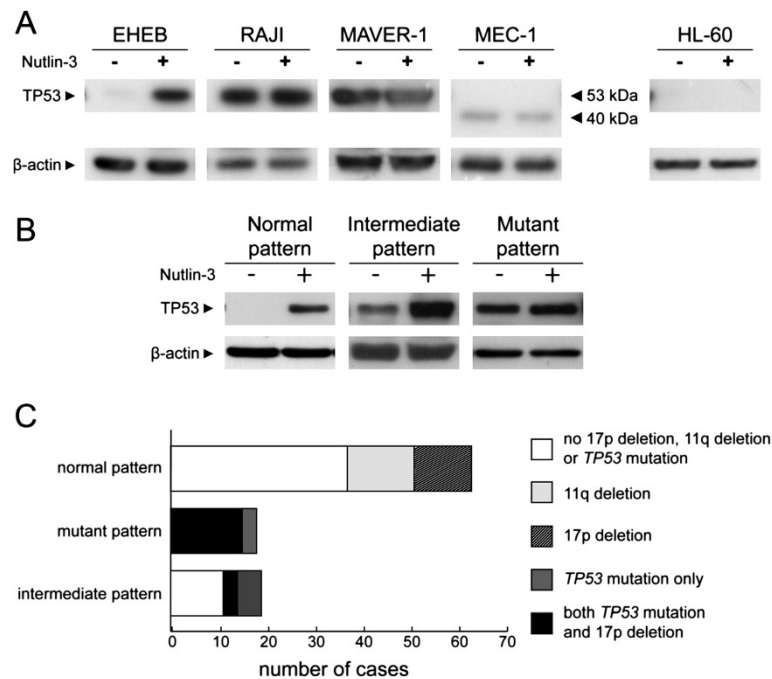 A
EHEB RAJI MAVER-1 MEC-1 HL-60
Nutlin-3 - + - + - + - + - +
TP53
53 kDa
40 kDa
β-actin
B
Normal pattern
Intermediate pattern
Mutant pattern
Nutlin-3 - + - + - +
TP53
β-actin
C
normal pattern
mutant pattern
intermediate pattern
0 10 20 30 40 50 60 70
number of cases
no 17p deletion, 11q deletion
or TP53 mutation
11q deletion
17p deletion
TP53 mutation only
both TP53 mutation
and 17p deletion